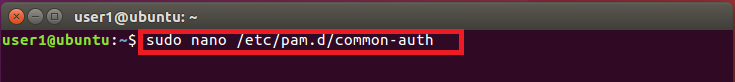 user1@ubuntu: ~
user1@ubuntu:~$ sudo nano /etc/pam.d/common-auth